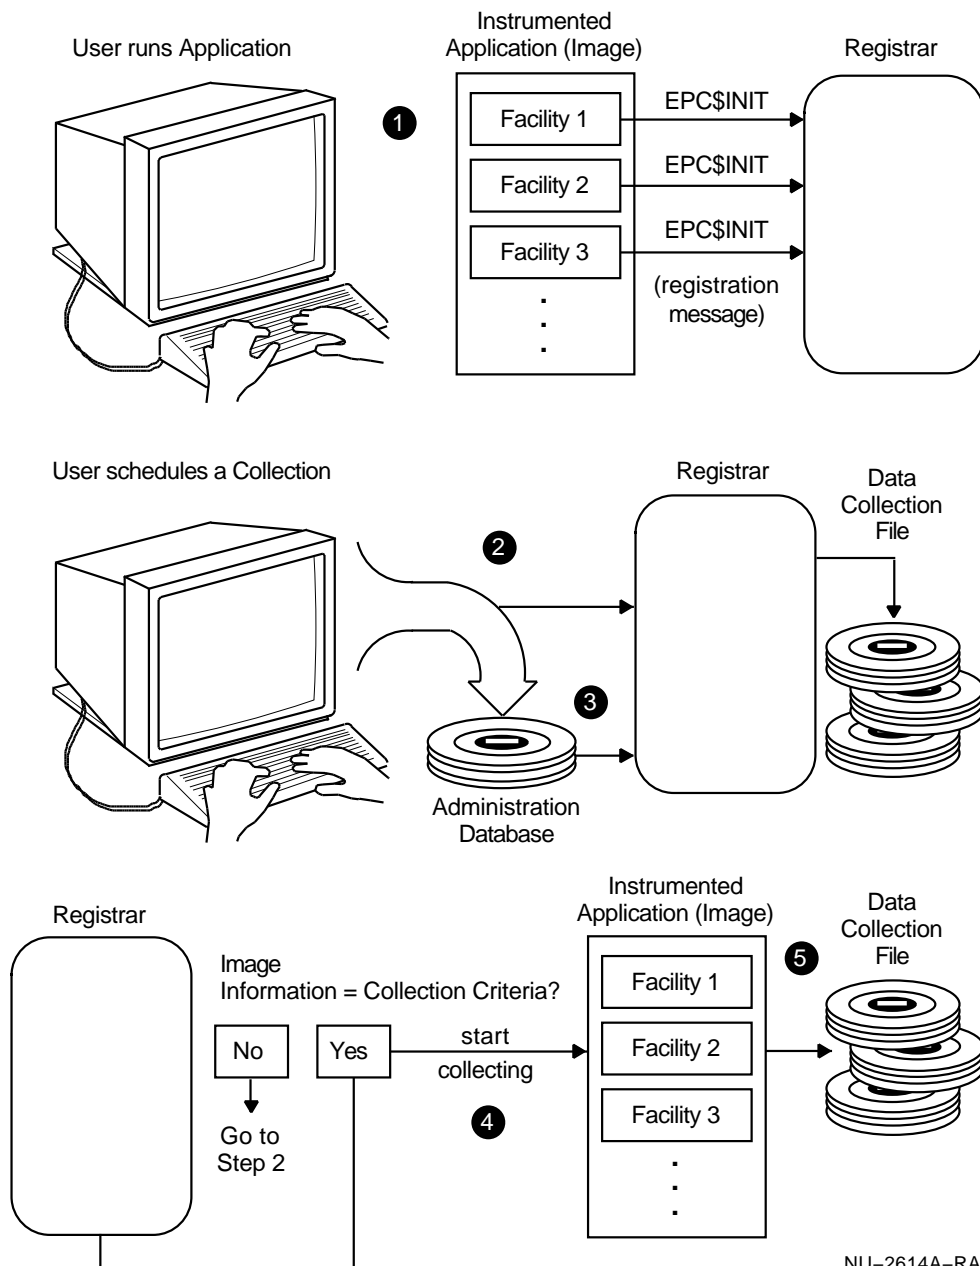 User runs Application
Instrumented
Application (Image)
Registrar
1
Facility 1
EPC$INIT
Facility 2
EPC$INIT
Facility 3
EPC$INIT
(registration
message)
.
.
.
User schedules a Collection
Registrar
Data
Collection
File
2
3
Administration
Database
Registrar
Instrumented
Application (Image)
Data
Collection
File
Image
Information = Collection Criteria?
No
Yes
start
collecting
Go to
Step 2
4
Facility 1
Facility 2
Facility 3
.
.
.
5
NU–2614A–RA